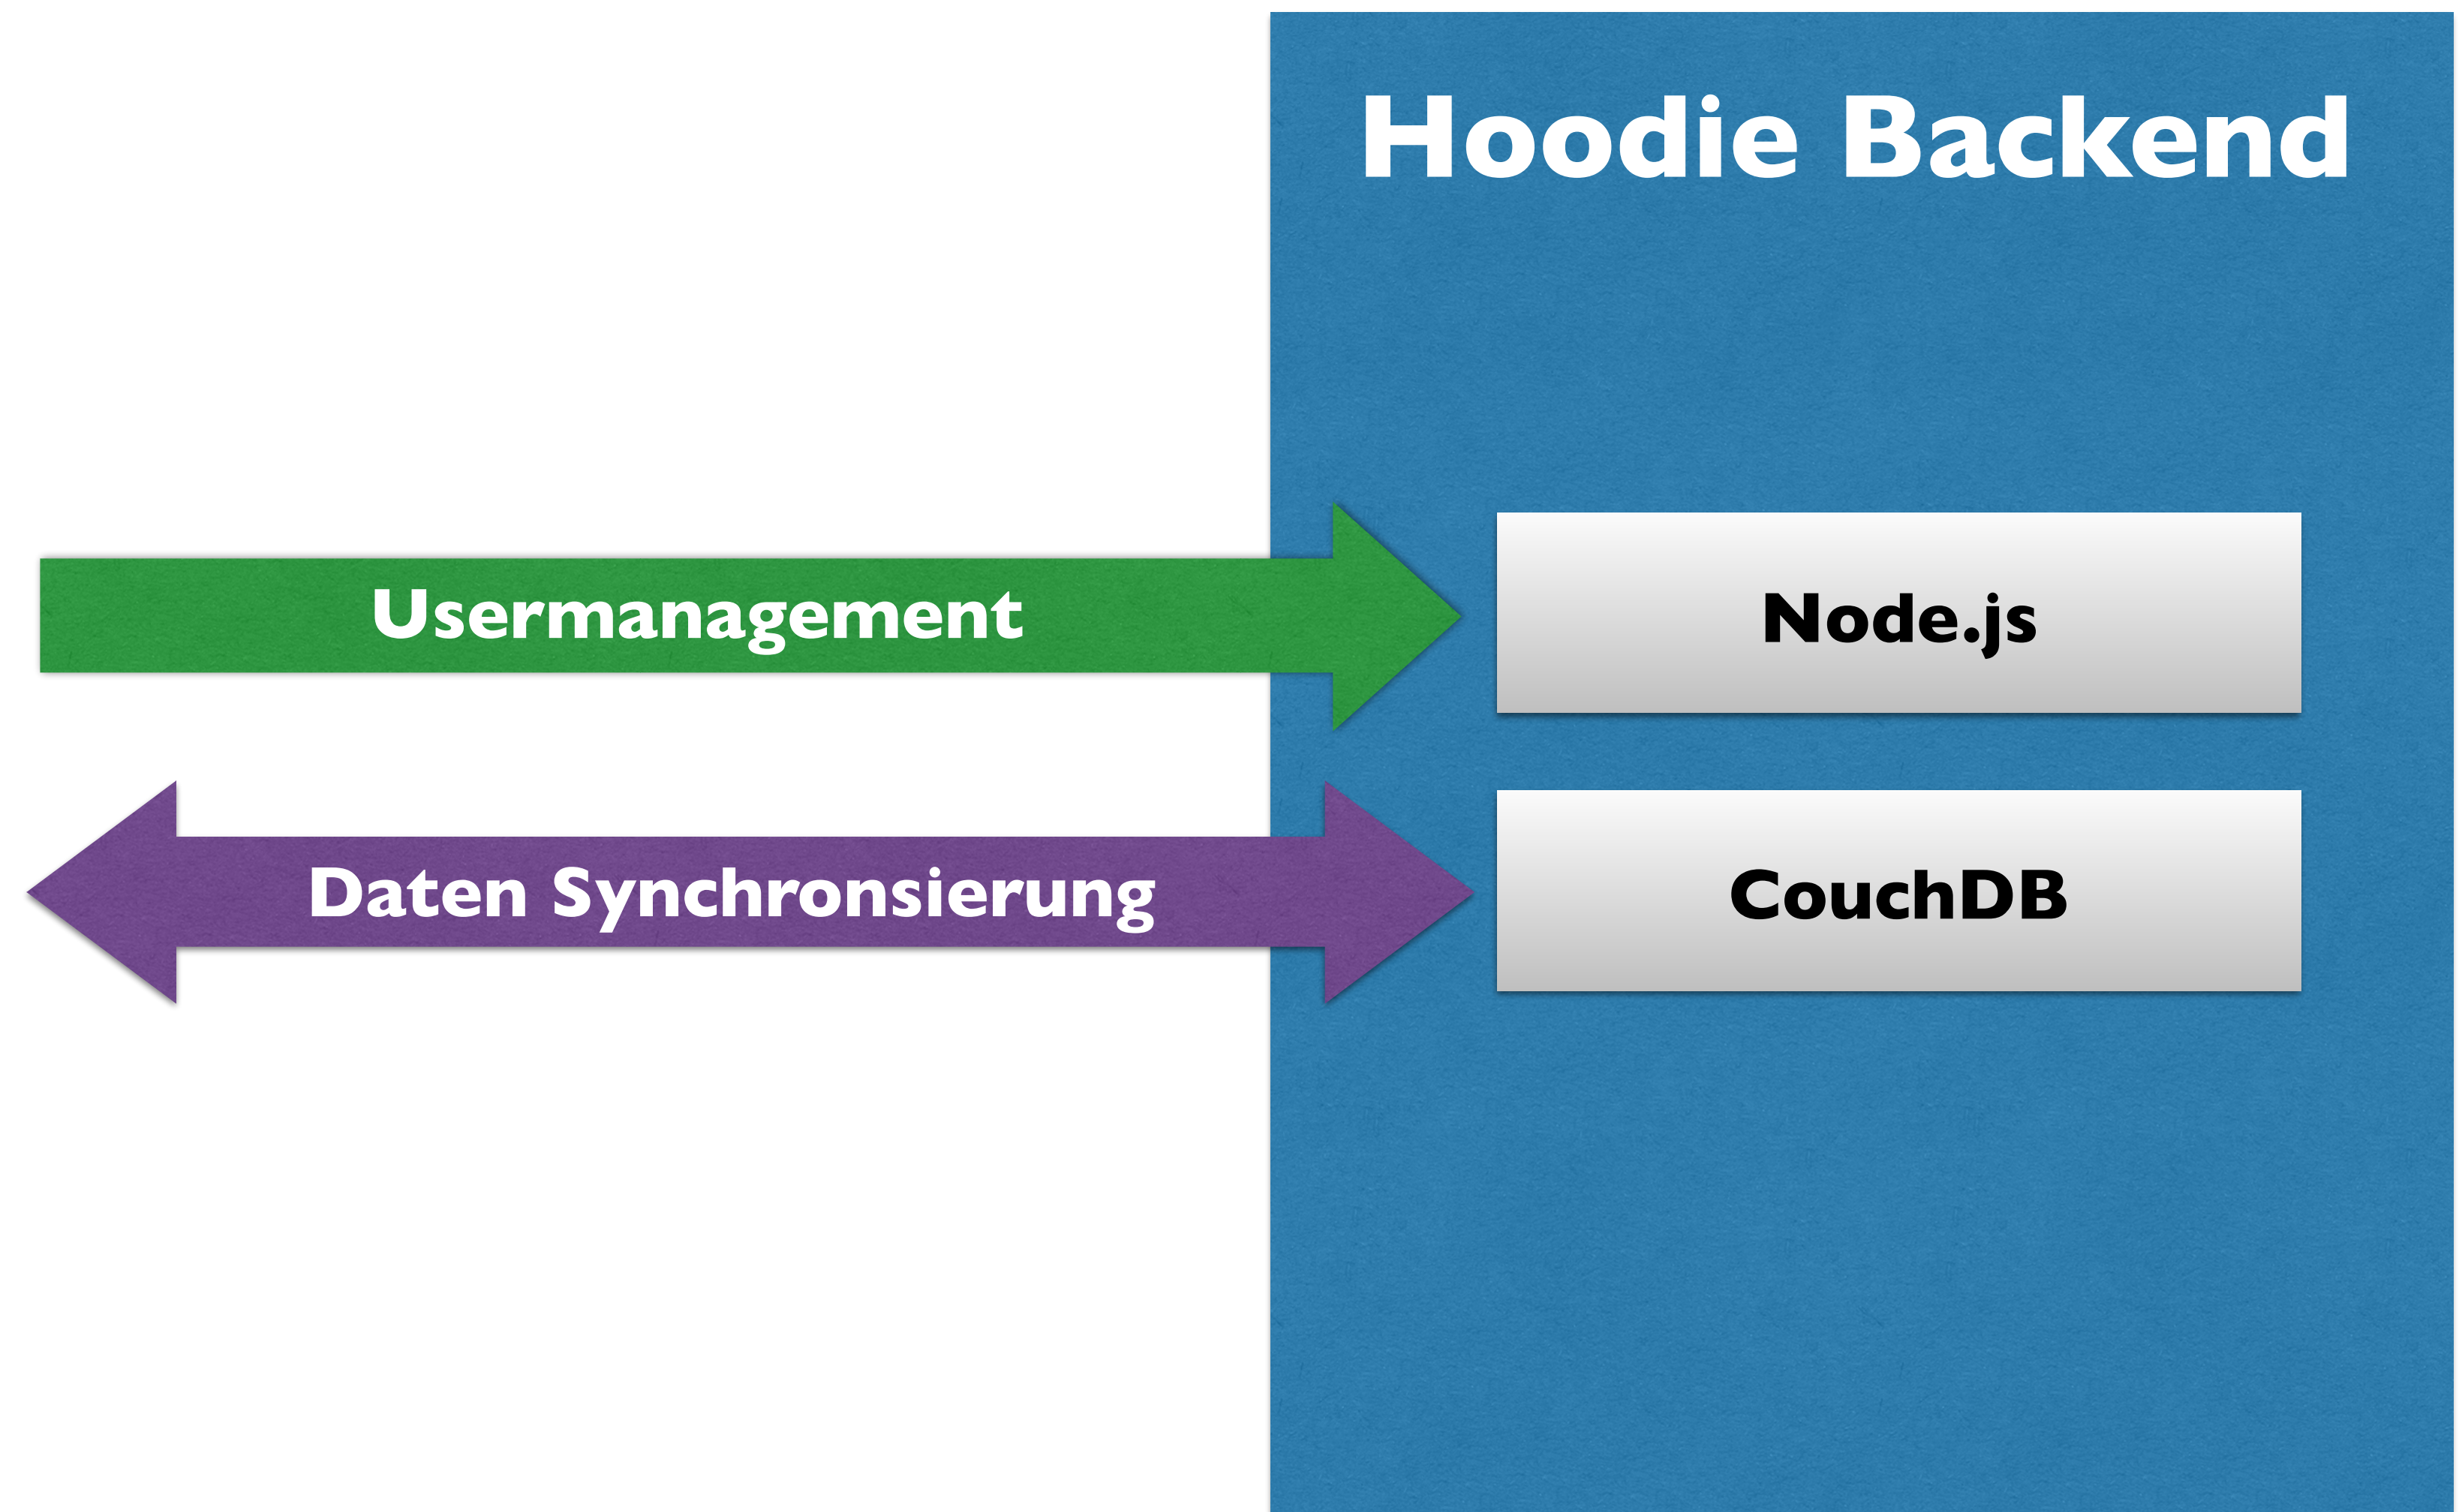 Hoodie Backend
Usermanagement
Node.js
Daten Synchronsierung
CouchDB